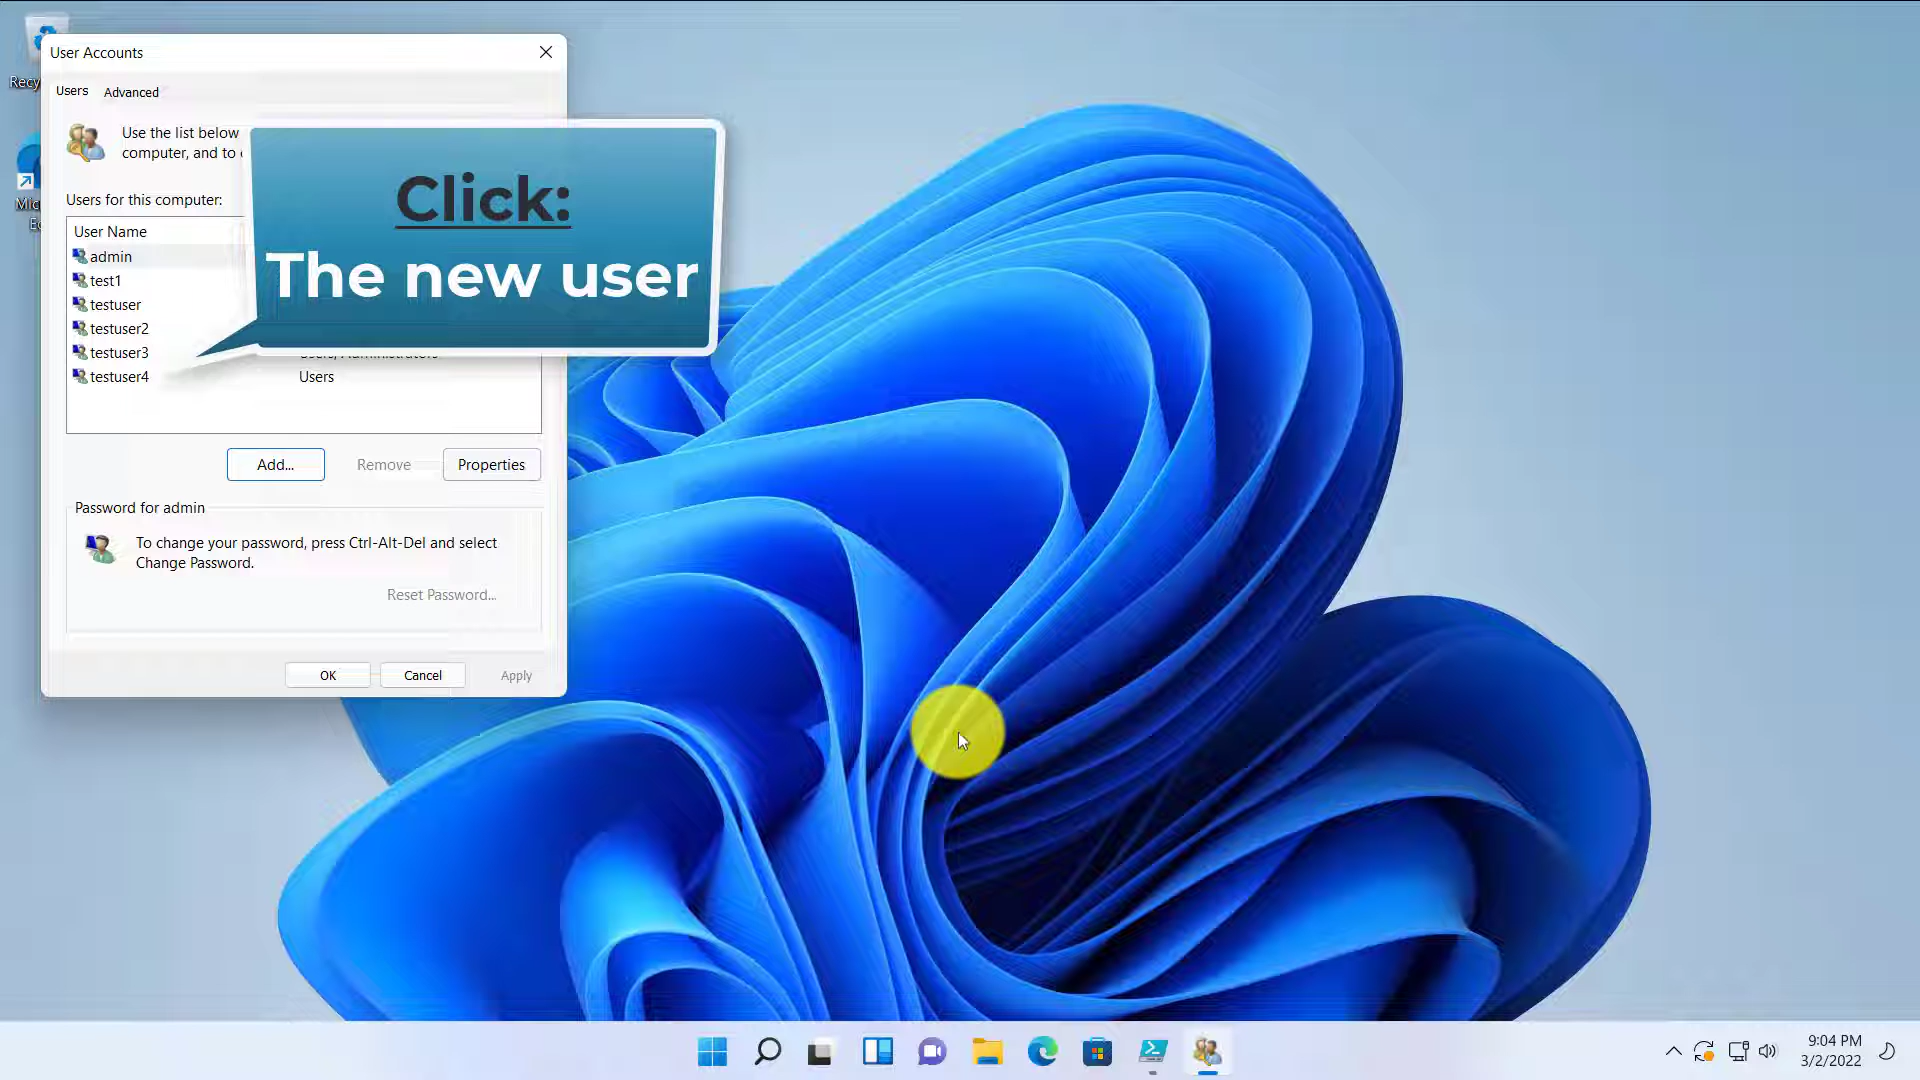 Recy
Mic
Ed
User Accounts
Users
Advanced
Use the list below
computer, and to
Users for this computer:
User Name
admin
test1
testuser
testuser2
testuser3
testuser4
Users
Click:
The new user
Add...
Remove
Properties
Password for admin
To change your password, press Ctrl-Alt-Del and select
Change Password.
Reset Password...
OK
Cancel
Apply
9:04 PM
3/2/2022